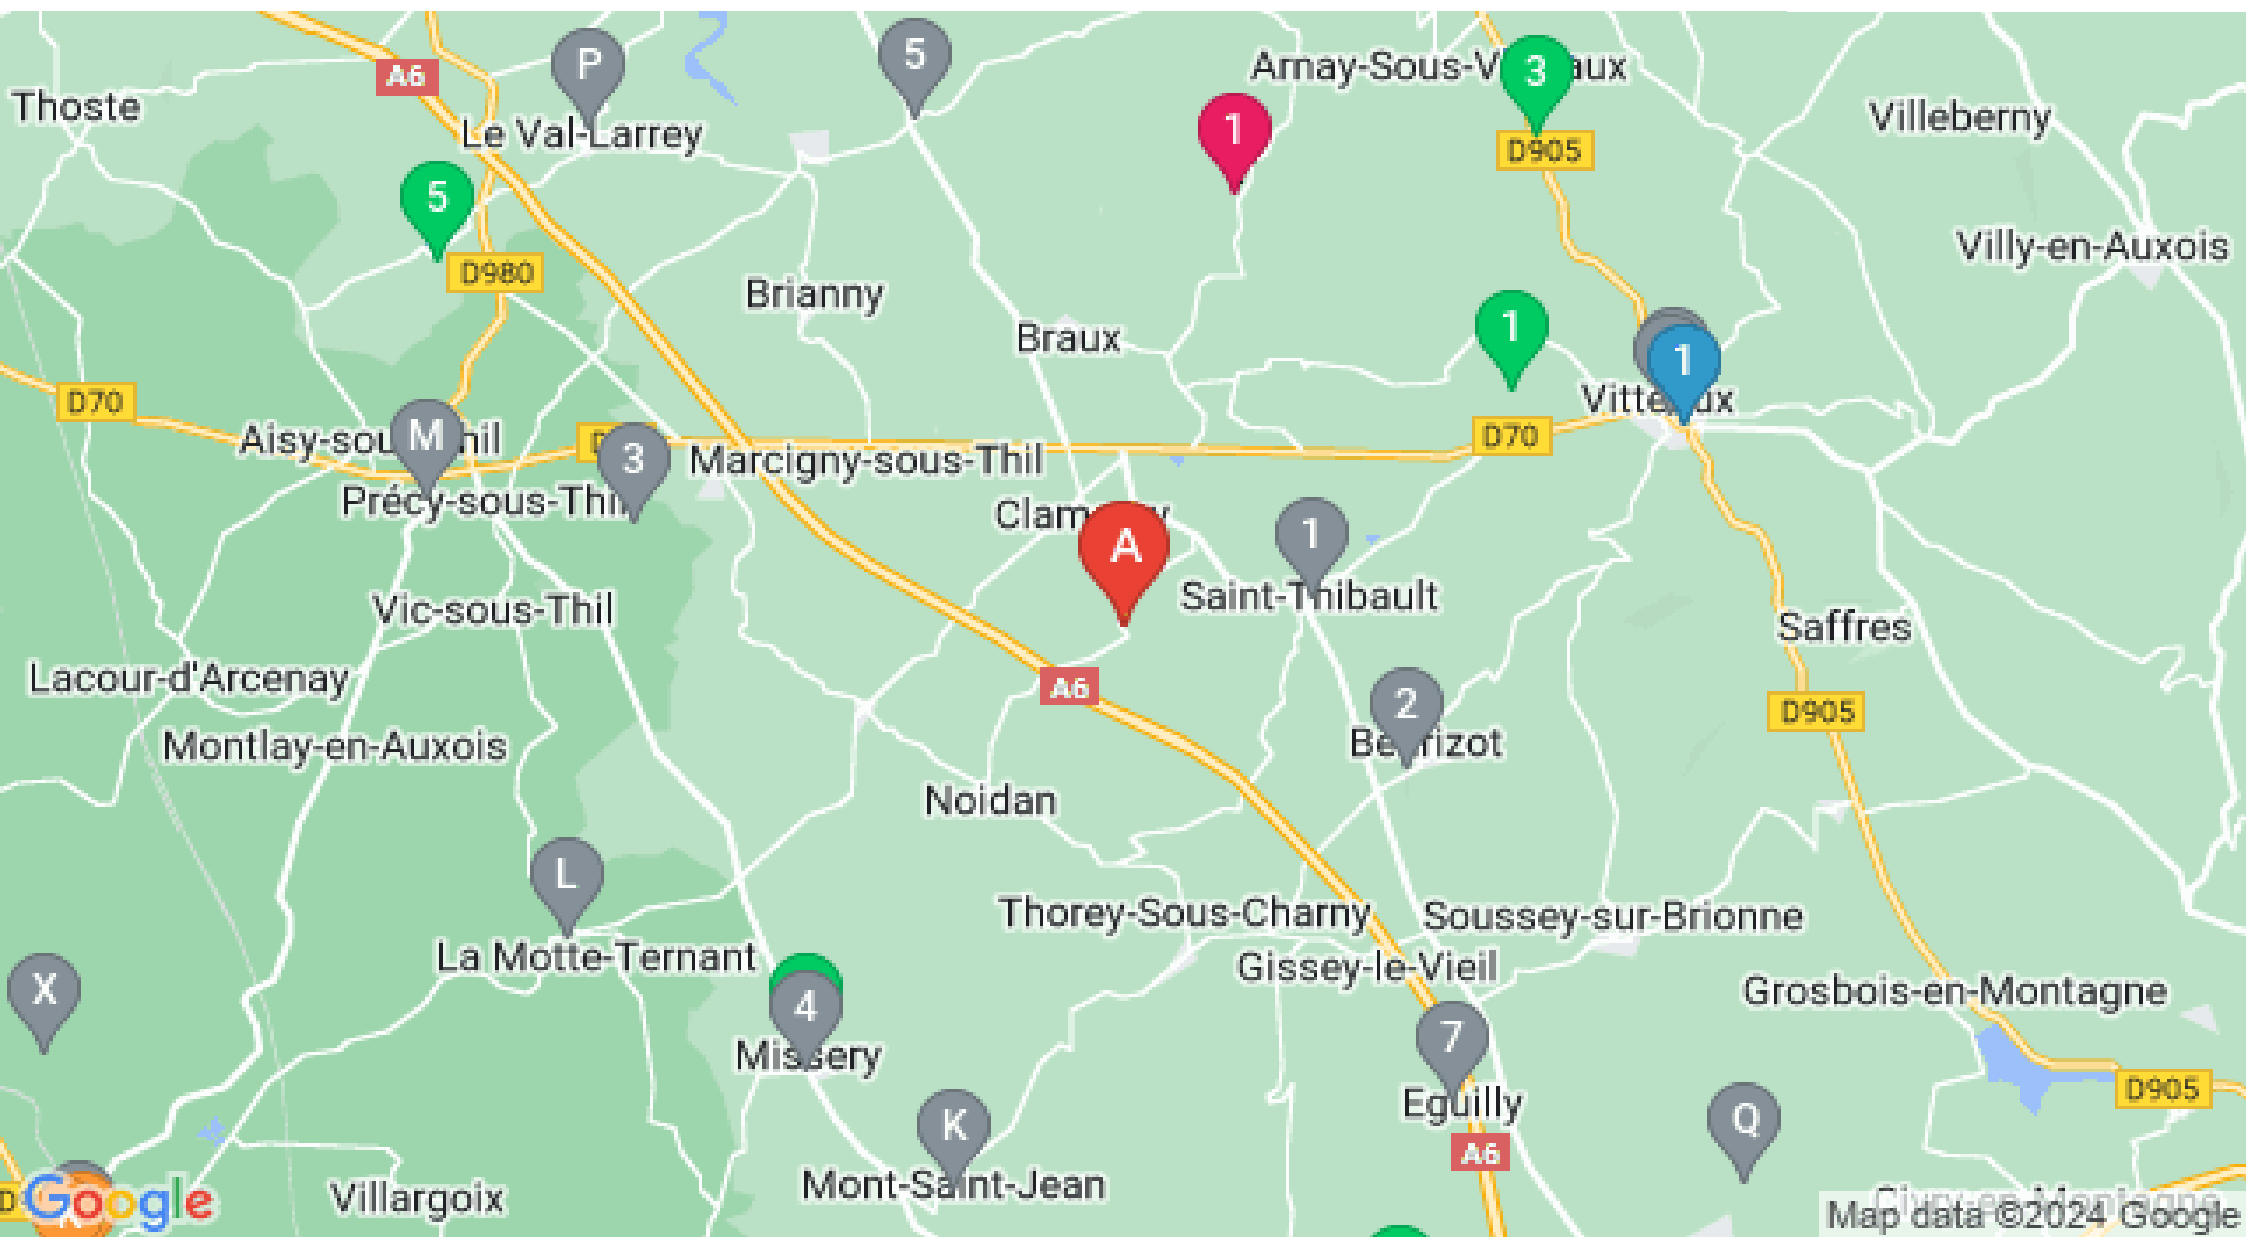 A6
P
5
Arnay-Sous-V
aux
3
Thoste
Le Val-Larrey
1
Villeberny
D905
5
Villy-en-Auxois
D980
Brianny
1
Braux
1
D70
Vitte
ux
Aisy-sou
hil
M
3
D70
Marcigny-sous-Thil
Précy-sous-Thil
Clam
y
A
1
Saint-Thibault
Vic-sous-Thil
Saffres
Lacour-d'Arcenay
A6
2
D905
Montlay-en-Auxois
Be
rizot
Noidan
L
Thorey-Sous-Charny
Soussey-sur-Brionne
La Motte-Ternant
Gissey-le-Vieil
X
4
Grosbois-en-Montagne
Missery
7
D905
Eguilly
K
Q
A6
Mont-Saint-Jean
Villargoix
Google
Map data ©2024 Google